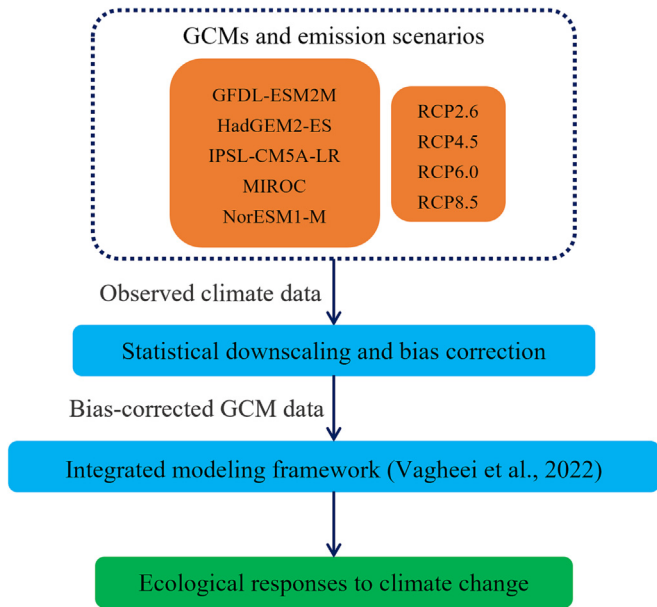 GCMs and emission scenarios
GFDL-ESM2M
HadGEM2-ES
IPSL-CM5A-LR
MIROC
NorESM1-M
RCP2.6
RCP4.5
RCP6.0
RCP8.5
Observed climate data
Statistical downscaling and bias correction
Bias-corrected GCM data
Integrated modeling framework (Vagheei et al., 2022)
Ecological responses to climate change